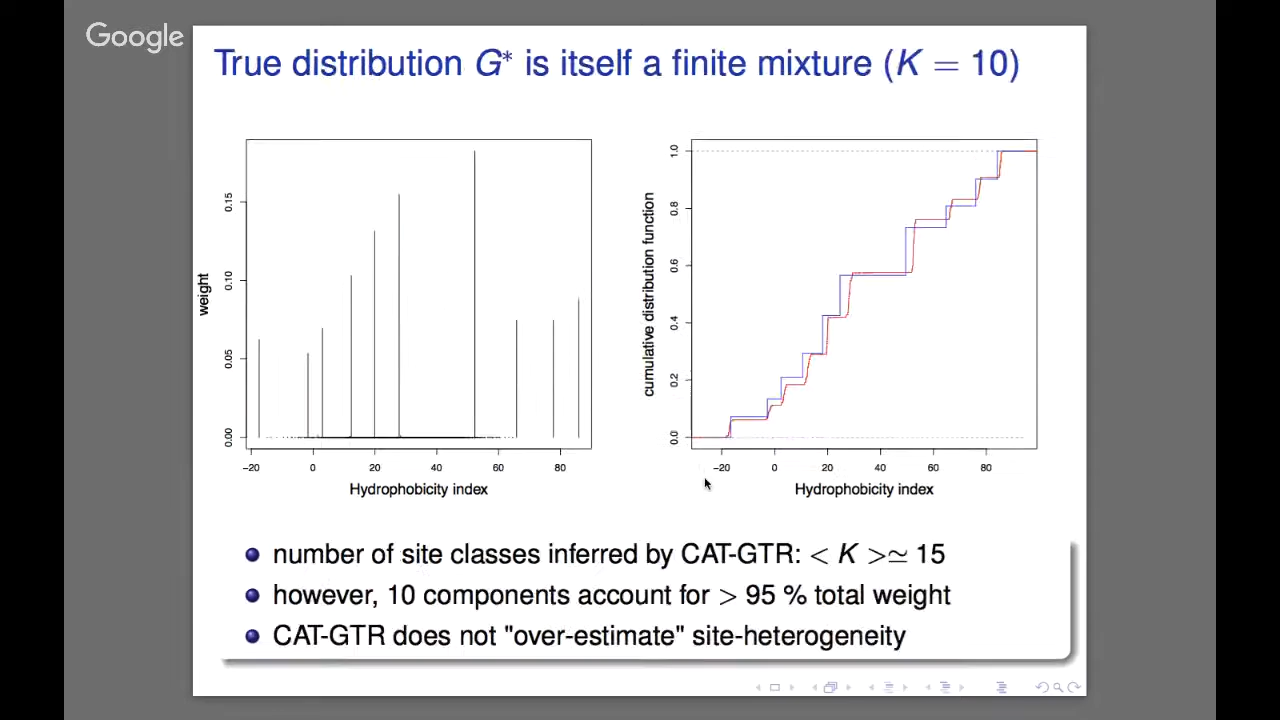 Google
True distribution G* is itself a finite mixture (K = 10)
weight
0.00
0.05
0.10
0.15
−20 0 20 40 60 80
Hydrophobicity index
cumulative distribution function
0.0
0.2
0.4
0.6
0.8
1.0
−20 0 20 40 60 80
Hydrophobicity index
number of site classes inferred by CAT-GTR: < K >≃ 15
however, 10 components account for > 95 % total weight
CAT-GTR does not "over-estimate" site-heterogeneity